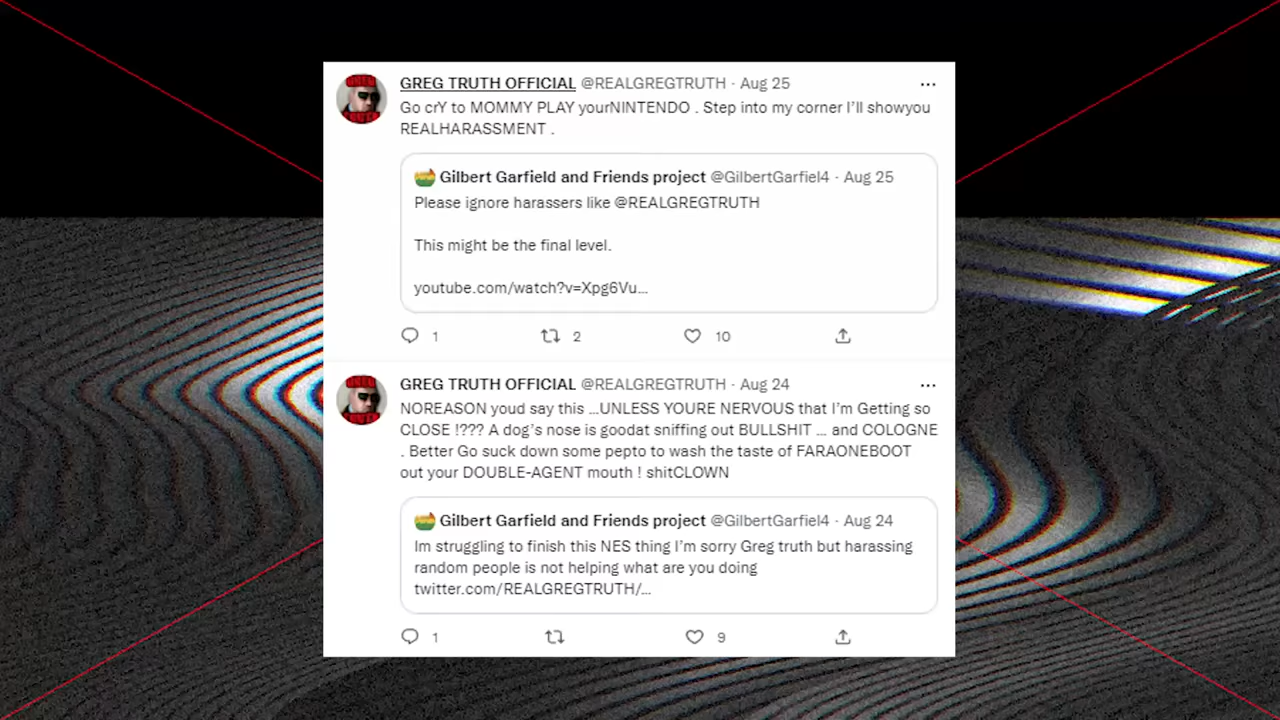 GREG TRUTH OFFICIAL @REALGREGTRUTH · Aug 25
Go crY to MOMMY PLAY yourNINTENDO . Step into my corner I’ll showyou
REALHARASSMENT .
Gilbert Garfield and Friends project @GilbertGarfiel4 · Aug 25
Please ignore harassers like @REALGREGTRUTH
This might be the final level.
youtube.com/watch?v=Xpg6Vu...
1 2 10
GREG TRUTH OFFICIAL @REALGREGTRUTH · Aug 24
NOREASON youd say this ...UNLESS YOURE NERVOUS that I’m Getting so
CLOSE !??? A dog’s nose is goodat sniffing out BULLSHIT ... and COLOGNE
. Better Go suck down some pepto to wash the taste of FARAONEBOOT
out your DOUBLE-AGENT mouth ! shitCLOWN
Gilbert Garfield and Friends project @GilbertGarfiel4 · Aug 24
Im struggling to finish this NES thing I’m sorry Greg truth but harassing
random people is not helping what are you doing
twitter.com/REALGREGTRUTH/...
1 9